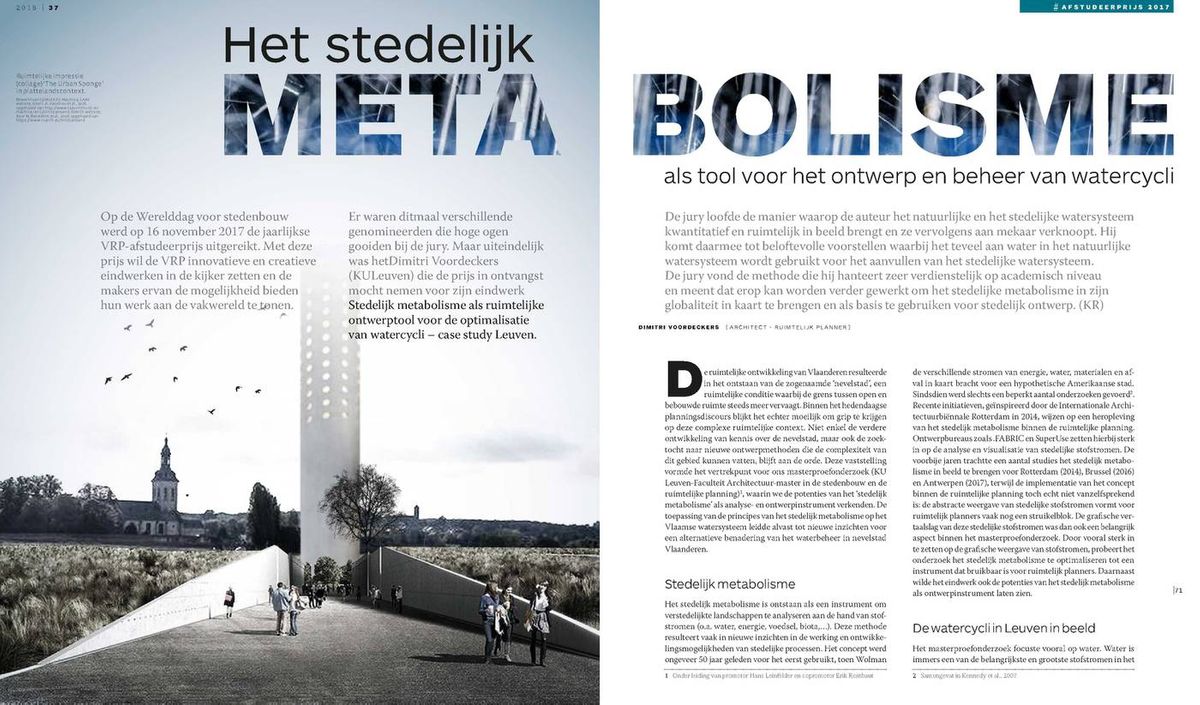 2018 | 37
# AFSTUDEERPRIJS 2017
Het stedelijk
METABOLISME
als tool voor het ontwerp en beheer van watercycli
Ruimtelijke impressie
(collage) 'The Urban Sponge'
in plattelandscontext.
Op de Werelddag voor stedenbouw
werd op 16 november 2017 de jaarlijkse
VRP-afstudeerprijs uitgereikt. Met deze
prijs wil de VRP innovatieve en creatieve
eindwerken in de kijker zetten en de
makers ervan de mogelijkheid bieden
hun werk aan de vakwereld te tonen.
Er waren ditmaal verschillende
genomineerden die hoge ogen
gooiden bij de jury. Maar uiteindelijk
was hetDimitri Voordeckers
(KULeuven) die de prijs in ontvangst
mocht nemen voor zijn eindwerk
Stedelijk metabolisme als ruimtelijke
ontwerptool voor de optimalisatie
van watercycli – case study Leuven.
De jury loofde de manier waarop de auteur het natuurlijke en het stedelijke watersysteem
kwantitatief en ruimtelijk in beeld brengt en ze vervolgens aan mekaar verknoopt. Hij
komt daarmee tot beloftevolle voorstellen waarbij het teveel aan water in het natuurlijke
watersysteem wordt gebruikt voor het aanvullen van het stedelijke watersysteem.
De jury vond de methode die hij hanteert zeer verdienstelijk op academisch niveau
en meent dat erop kan worden verder gewerkt om het stedelijke metabolisme in zijn
globaliteit in kaart te brengen en als basis te gebruiken voor stedelijk ontwerp. (KR)
DIMITRI VOORDECKERS [ARCHITECT - RUIMTELIJK PLANNER]
De ruimtelijke ontwikkeling van Vlaanderen resulteerde
in het ontstaan van de zogenaamde 'nevelstad', een
ruimtelijke conditie waarbij de grens tussen open en
bebouwde ruimte steeds meer vervaagt. Binnen het hedendaagse
planningsdiscours blijkt het echter moeilijk om grip te krijgen
op deze complexe ruimtelijke context. Niet enkel de verdere
ontwikkeling van kennis over de nevelstad, maar ook de zoek-
tocht naar nieuwe ontwerpmethoden die de complexiteit van
dit gebied kunnen vatten, blijft aan de orde. Deze vaststelling
vormde het vertrekpunt voor ons masterproefonderzoek (KU
Leuven-Faculteit Architectuur-master in de stedenbouw en de
ruimtelijke planning)¹, waarin we de potenties van het 'stedelijk
metabolisme' als analyse- en ontwerpinstrument verkenden. De
toepassing van de principes van het stedelijk metabolisme op het
Vlaamse watersysteem leidde alvast tot nieuwe inzichten voor
een alternatieve benadering van het waterbeheer in nevelstad
Vlaanderen.
Stedelijk metabolisme
Het stedelijk metabolisme is ontstaan als een instrument om
verstedelijkte landschappen te analyseren aan de hand van stof-
stromen (o.a. water, energie, voedsel, biota,...). Deze methode
resulteert vaak in nieuwe inzichten in de werking en ontwikke-
lingsmogelijkheden van stedelijke processen. Het concept werd
ongeveer 50 jaar geleden voor het eerst gebruikt, toen Wolman
1 Onder leiding van promotor Hans Leinfelder en copromotor Erik Rombaut
de verschillende stromen van energie, water, materialen en af-
val in kaart bracht voor een hypothetische Amerikaanse stad.
Sindsdien werd slechts een beperkt aantal onderzoeken gevoerd².
Recente initiatieven, geïnspireerd door de Internationale Archi-
tectuurbiënnale Rotterdam in 2014, wijzen op een heropleving
van het stedelijk metabolisme binnen de ruimtelijke planning.
Ontwerpbureaus zoals .FABRIC en SuperUse zetten hierbij sterk
in op de analyse en visualisatie van stedelijke stofstromen. De
voorbije jaren trachtte een aantal studies het stedelijk metabo-
lisme in beeld te brengen voor Rotterdam (2014), Brussel (2016)
en Antwerpen (2017), terwijl de implementatie van het concept
binnen de ruimtelijke planning toch echt niet vanzelfsprekend
is: de abstracte weergave van stedelijke stofstromen vormt voor
ruimtelijk planners vaak nog een struikelblok. De grafische ver-
taalslag van deze stedelijke stofstromen was dan ook een belangrijk
aspect binnen het masterproefonderzoek. Door vooral sterk in
te zetten op de grafische weergave van stofstromen, probeert het
onderzoek het stedelijk metabolisme te optimaliseren tot een
instrument dat bruikbaar is voor ruimtelijk planners. Daarnaast
wilde het eindwerk ook de potenties van het stedelijk metabolisme
als ontwerpinstrument laten zien.
De watercycli in Leuven in beeld
Het masterproefonderzoek focuste vooral op water. Water is
immers een van de belangrijkste en grootste stofstromen in het
2 Samengevat in Kennedy et al., 2007
|71